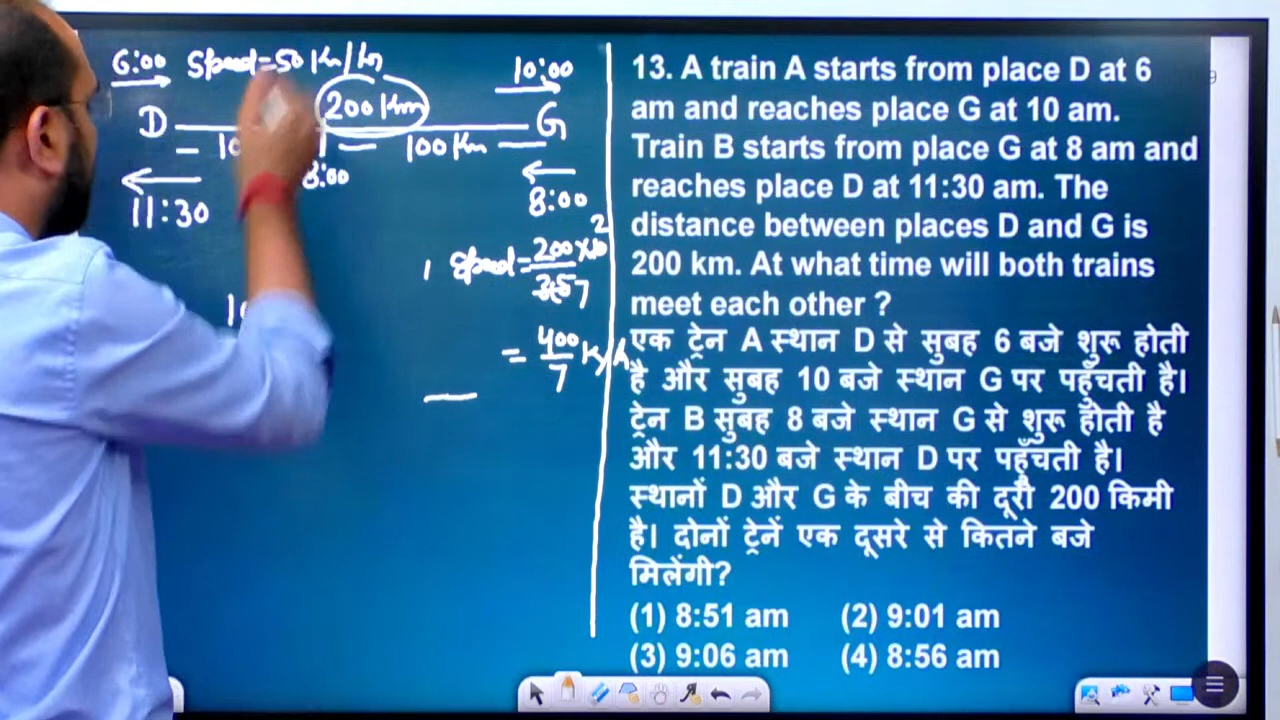 6:00 Speed=50 Km/hr 10:00
200 Km
D G
100 Km
8:00
11:30 8:00
Speed=200×10 2
35 7
= 400
7
13. A train A starts from place D at 6
am and reaches place G at 10 am.
Train B starts from place G at 8 am and
reaches place D at 11:30 am. The
distance between places D and G is
200 km. At what time will both trains
meet each other ?
एक ट्रेन A स्थान D से सुबह 6 बजे शुरू होती
है और सुबह 10 बजे स्थान G पर पहुँचती है।
ट्रेन B सुबह 8 बजे स्थान G से शुरू होती है
और 11:30 बजे स्थान D पर पहुँचती है।
स्थानों D और G के बीच की दूरी 200 किमी
है। दोनों ट्रेनें एक दूसरे से कितने बजे
मिलेंगी?
(1) 8:51 am (2) 9:01 am
(3) 9:06 am (4) 8:56 am